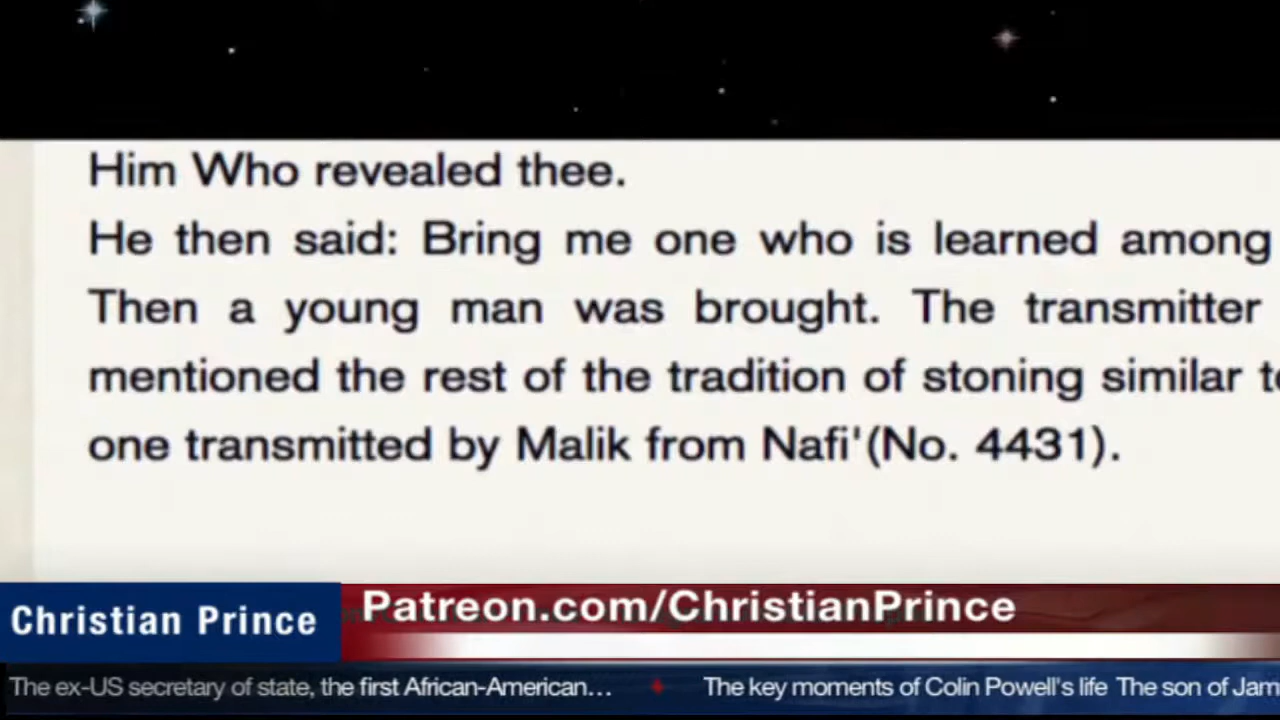 Him Who revealed thee.
He then said: Bring me one who is learned among
Then a young man was brought. The transmitter
mentioned the rest of the tradition of stoning similar
one transmitted by Malik from Nafi'(No. 4431).
Christian Prince
Patreon.com/ChristianPrince
The ex-US secretary of state, the first African-American... The key moments of Colin Powell's life The son of